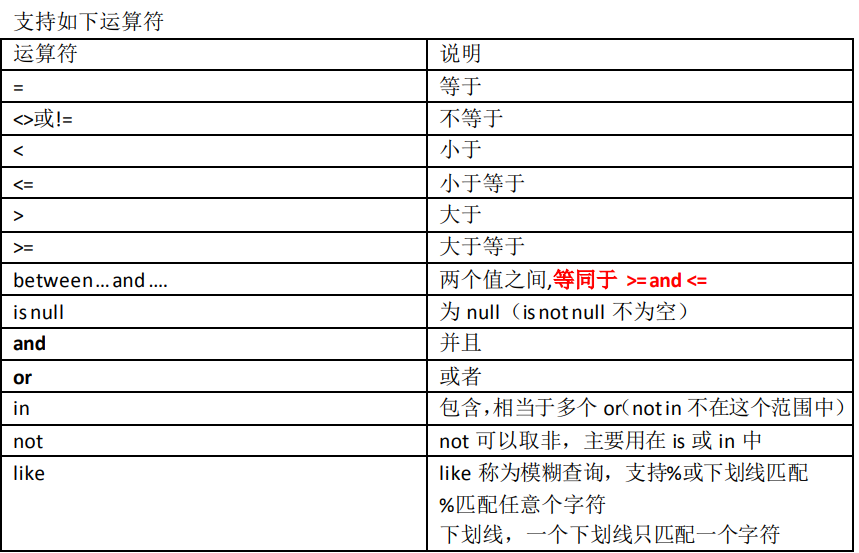 支持如下运算符
运算符 说明
= 等于
<>或!= 不等于
< 小于
<= 小于等于
> 大于
>= 大于等于
between … and …. 两个值之间,等同于 >= and <=
is null 为 null（is not null 不为空）
and 并且
or 或者
in 包含，相当于多个 or（not in 不在这个范围中）
not not 可以取非，主要用在 is 或 in 中
like like 称为模糊查询，支持%或下划线匹配
%匹配任意个字符
下划线，一个下划线只匹配一个字符